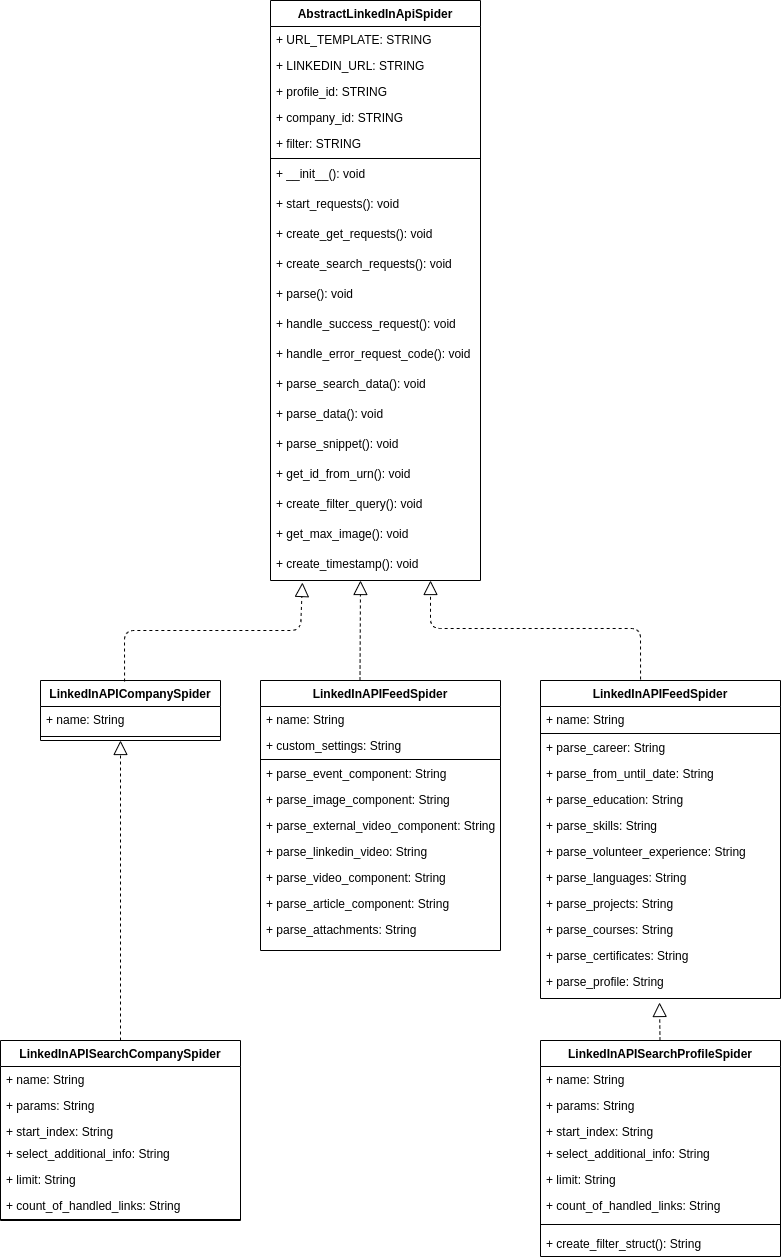 AbstractLinkedInApiSpider
+ URL_TEMPLATE: STRING
+ LINKEDIN_URL: STRING
+ profile_id: STRING
+ company_id: STRING
+ filter: STRING
+ __init__(): void
+ start_requests(): void
+ create_get_requests(): void
+ create_search_requests(): void
+ parse(): void
+ handle_success_request(): void
+ handle_error_request_code(): void
+ parse_search_data(): void
+ parse_data(): void
+ parse_snippet(): void
+ get_id_from_urn(): void
+ create_filter_query(): void
+ get_max_image(): void
+ create_timestamp(): void
LinkedInAPICompanySpider
+ name: String
LinkedInAPIFeedSpider
+ name: String
+ custom_settings: String
+ parse_event_component: String
+ parse_image_component: String
+ parse_external_video_component: String
+ parse_linkedin_video: String
+ parse_video_component: String
+ parse_article_component: String
+ parse_attachments: String
LinkedInAPIFeedSpider
+ name: String
+ parse_career: String
+ parse_from_until_date: String
+ parse_education: String
+ parse_skills: String
+ parse_volunteer_experience: String
+ parse_languages: String
+ parse_projects: String
+ parse_courses: String
+ parse_certificates: String
+ parse_profile: String
LinkedInAPISearchCompanySpider
+ name: String
+ params: String
+ start_index: String
+ select_additional_info: String
+ limit: String
+ count_of_handled_links: String
LinkedInAPISearchProfileSpider
+ name: String
+ params: String
+ start_index: String
+ select_additional_info: String
+ limit: String
+ count_of_handled_links: String
+ create_filter_struct(): String